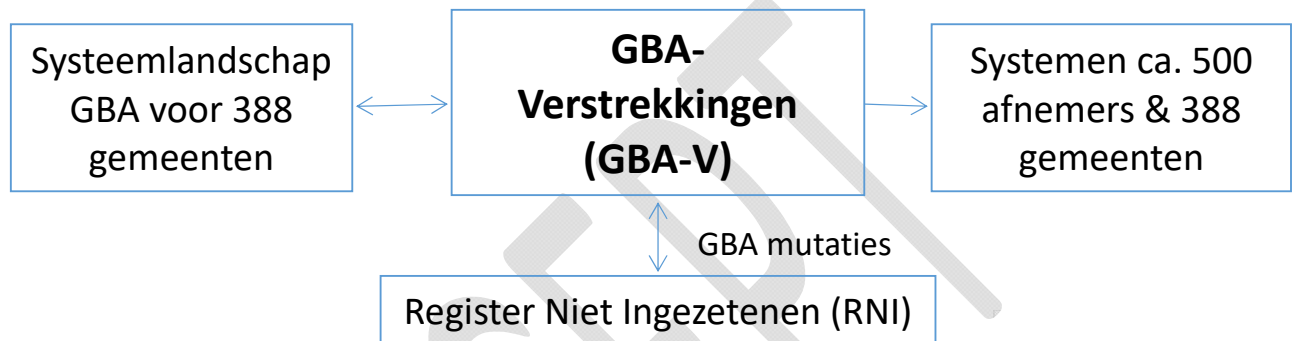 Systeemlandschap
GBA voor 388
gemeenten
GBA-
Verstrekkingen
(GBA-V)
Systemen ca. 500
afnemers & 388
gemeenten
GBA mutaties
Register Niet Ingezetenen (RNI)